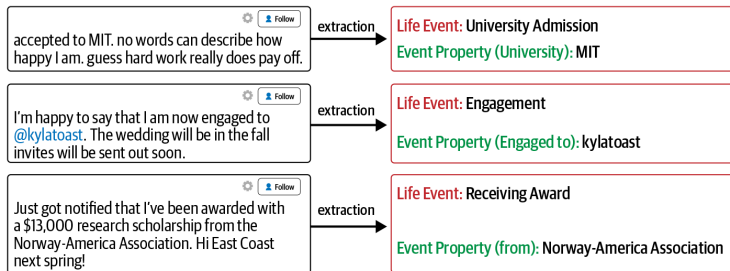 Follow
accepted to MIT. no words can describe how
happy I am. guess hard work really does pay off.
extraction
Life Event: University Admission
Event Property (University): MIT
Follow
I'm happy to say that I am now engaged to
@kylatoast. The wedding will be in the fall
invites will be sent out soon.
extraction
Life Event: Engagement
Event Property (Engaged to): kylatoast
Follow
Just got notified that I've been awarded with
a $13,000 research scholarship from the
Norway-America Association. Hi East Coast
next spring!
extraction
Life Event: Receiving Award
Event Property (from): Norway-America Association